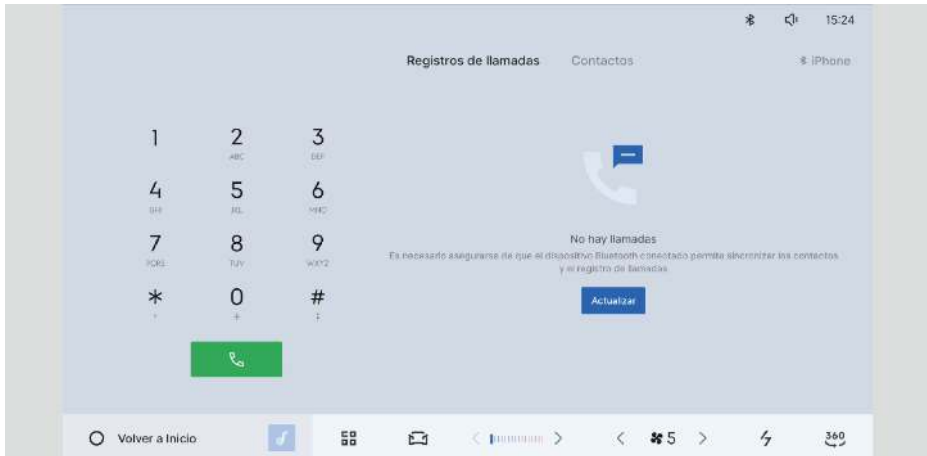 15:24
Registros de llamadas
Contactos
iPhone
1
2
ABC
3
DEF
4
GHI
5
JKL
6
MNO
7
PQRS
8
TUV
9
WXYZ
*
0
+
#
No hay llamadas
Es necesario asegurarse de que el dispositivo Bluetooth conectado permite sincronizar los contactos
y el registro de llamadas
Actualizar
Volver a Inicio
5
360